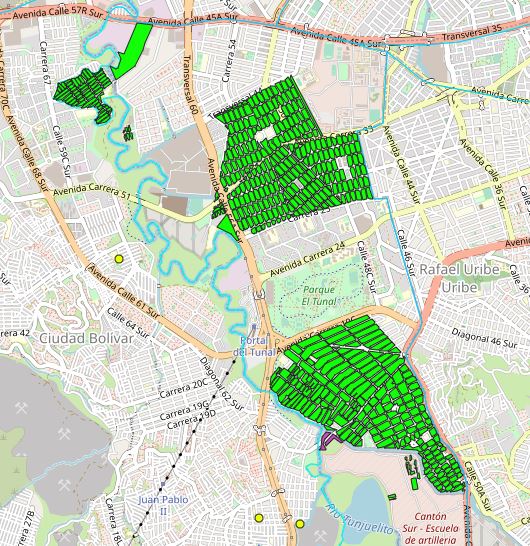 Avenida Calle 57R Sur
Avenida Calle 45A Sur
Avenida Calle 45A Sur
Transversal 35
Carrera 67
Carrera 54
Transversal 60
Avenida Carrera 70C
Calle 59C Sur
Avenida Calle 68 Sur
Transversal 44
Avenida Carrera 33
Calle 44 Sur
Avenida Calle 36 Sur
Avenida Carrera 51
Carrera 25
Avenida Carrera 24
Calle 48C Sur
Calle 46 Sur
Rafael Uribe
Uribe
Parque
El Tunal
Avenida Calle 61 Sur
Calle 64 Sur
Carrera 42
Ciudad Bolívar
Portal
del Tunal
Diagonal 46 Sur
Diagonal 62 Sur
Carrera 20C
Carrera 19G
Carrera 19D
Juan Pablo
II
Río Tunjuelito
Calle 50A Sur
Cantón
Sur - Escuela
de artillería
Carrera 27B
Carrera 18C